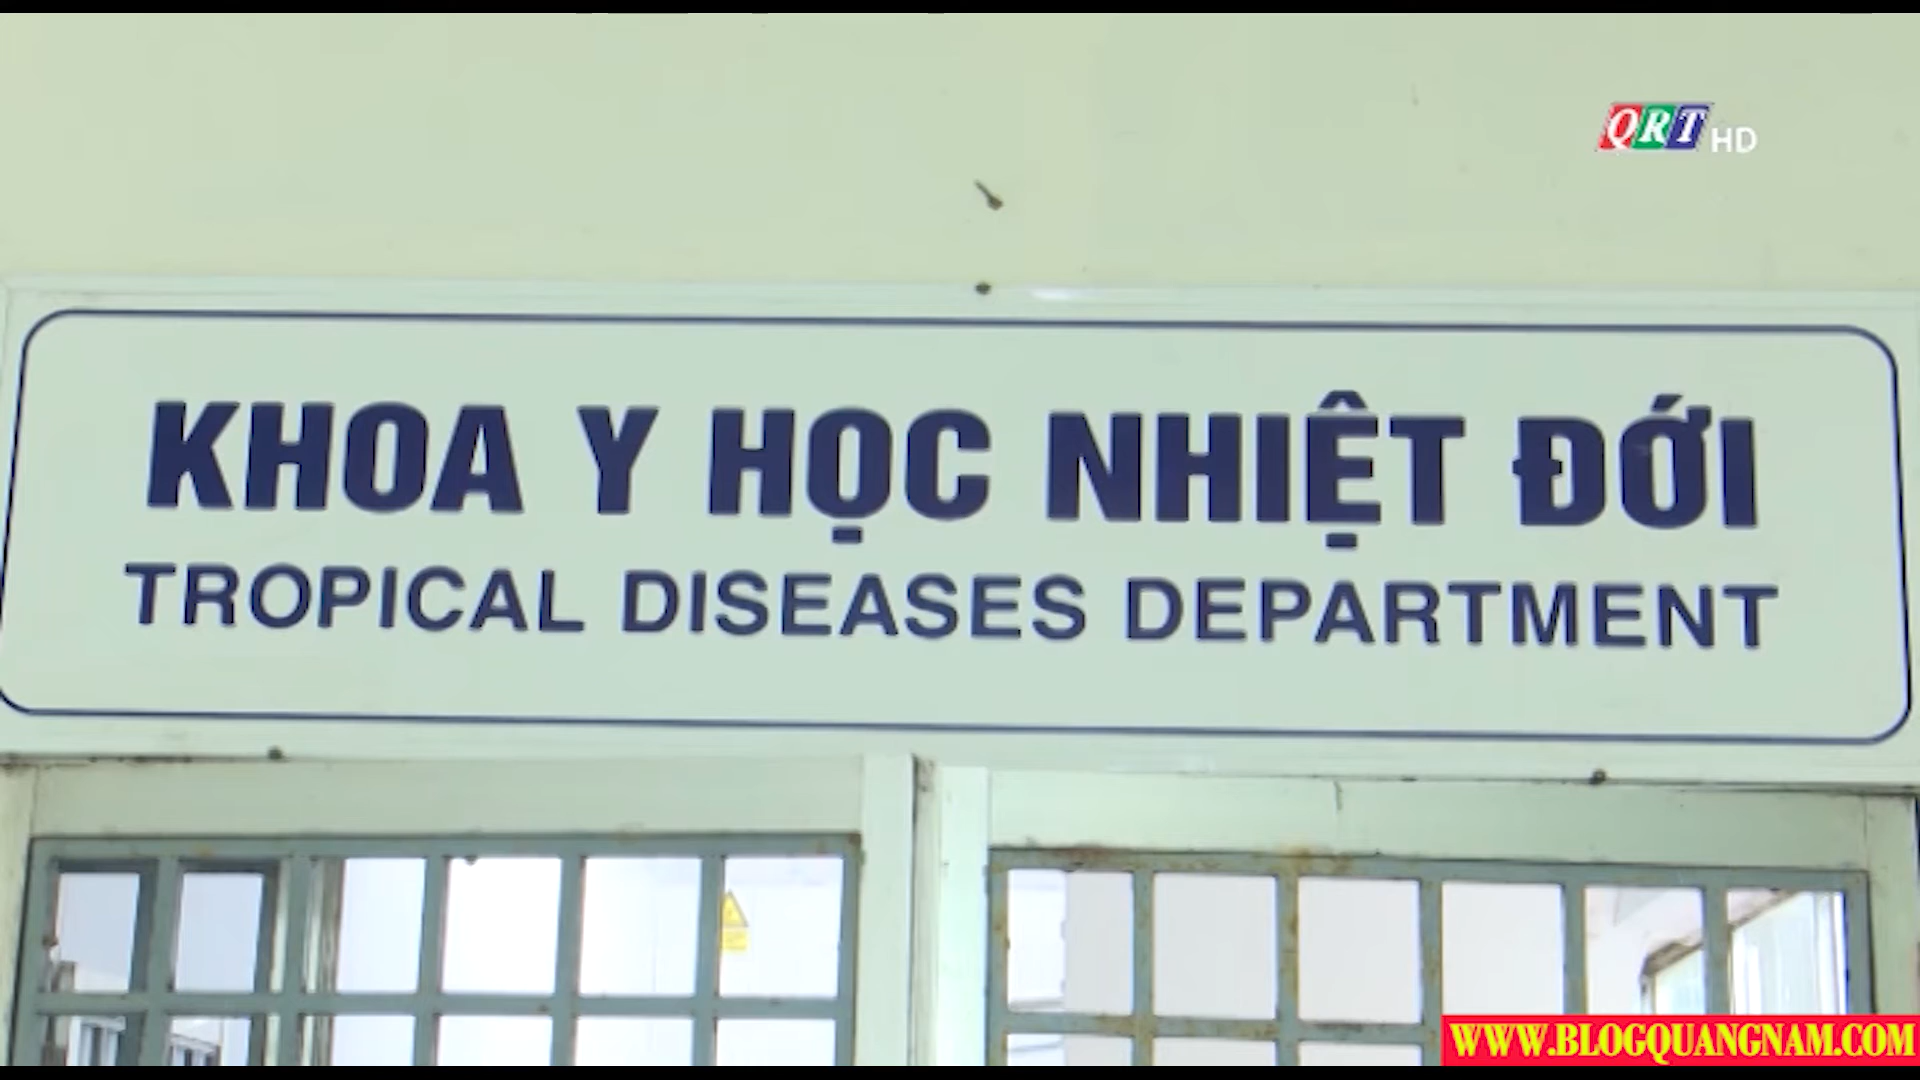 QRT HD
KHOA Y HỌC NHIỆT ĐỚI
TROPICAL DISEASES DEPARTMENT
WWW.BLOGQUANGNAM.COM